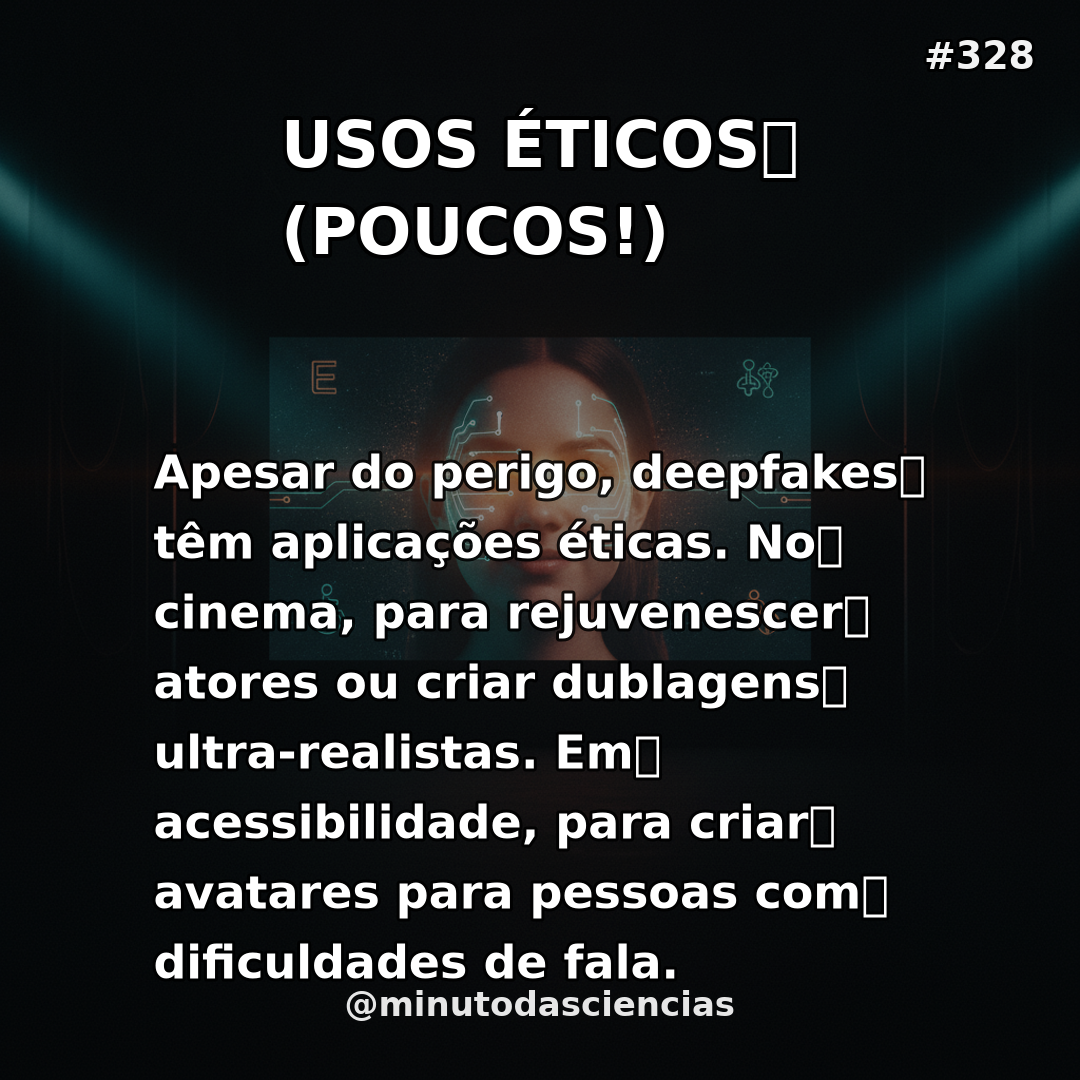 #328
USOS ÉTICOS▯
(POUCOS!)
E
Apesar do perigo, deepfakes▯
têm aplicações éticas. No▯
cinema, para rejuvenescer▯
atores ou criar dublagens▯
ultra-realistas. Em▯
acessibilidade, para criar▯
avatares para pessoas com▯
dificuldades de fala.
@minutodasciencias